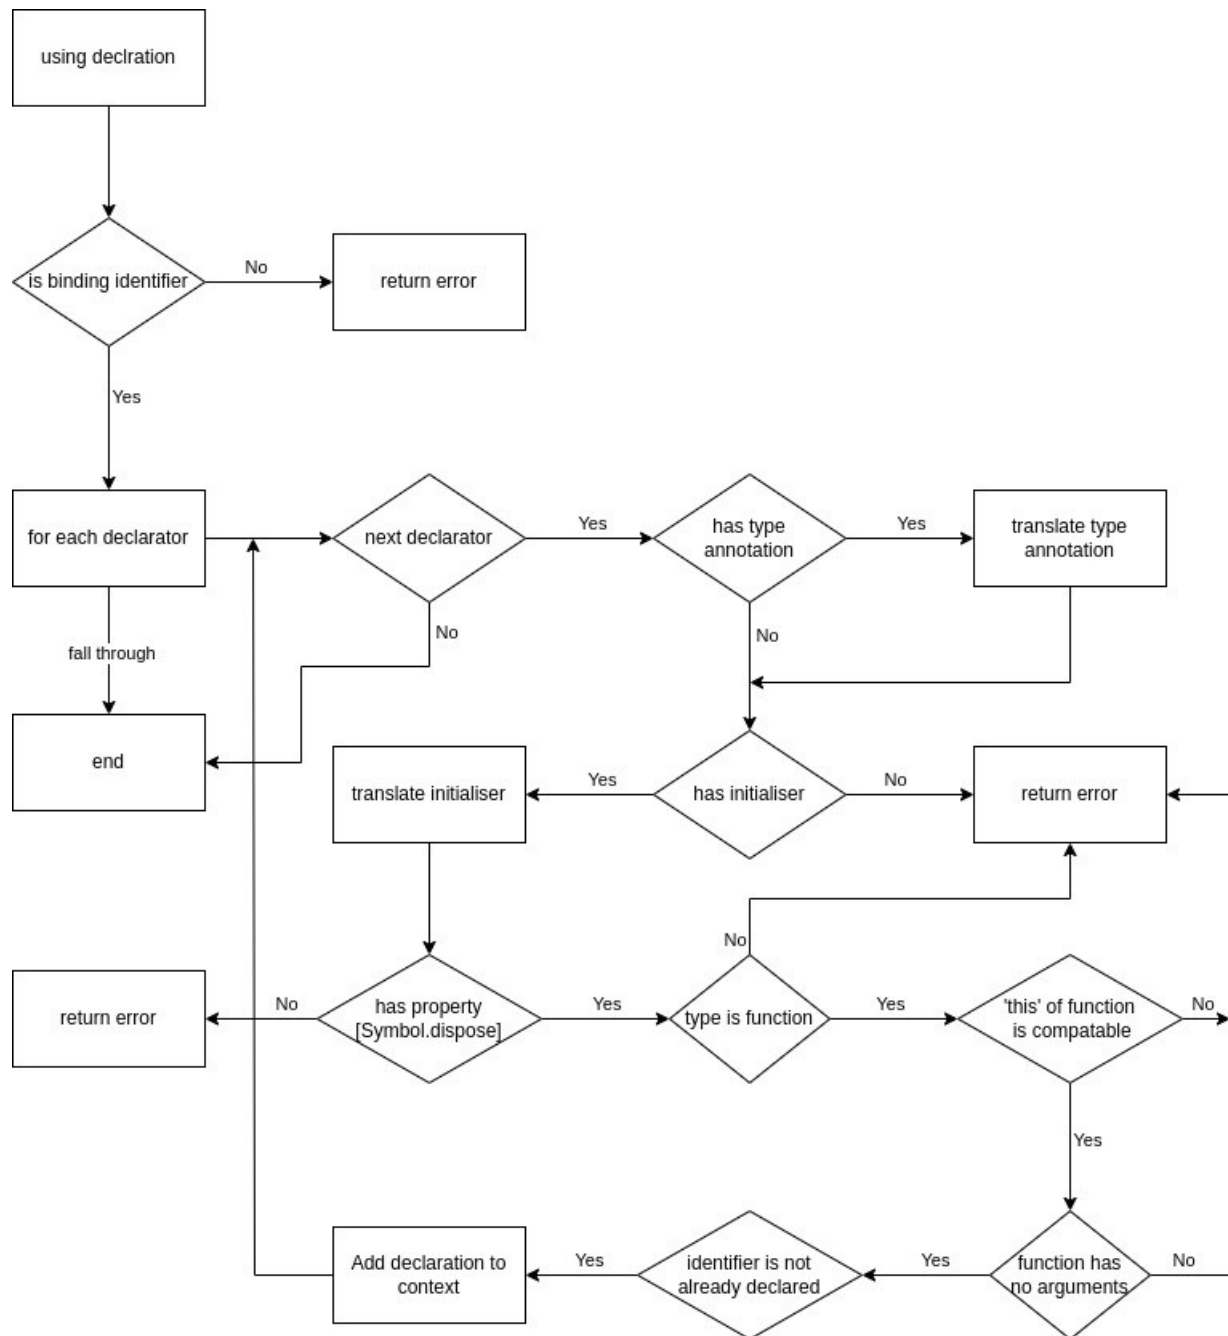 using declration
is binding identifier
No
return error
Yes
for each declarator
next declarator
Yes
has type
annotation
Yes
translate type
annotation
No
No
fall through
end
translate initialiser
Yes
has initialiser
No
return error
No
return error
No
has property
[Symbol.dispose]
Yes
type is function
Yes
'this' of function
is compatable
No
Yes
Add declaration to
context
Yes
identifier is not
already declared
Yes
function has
no arguments
No